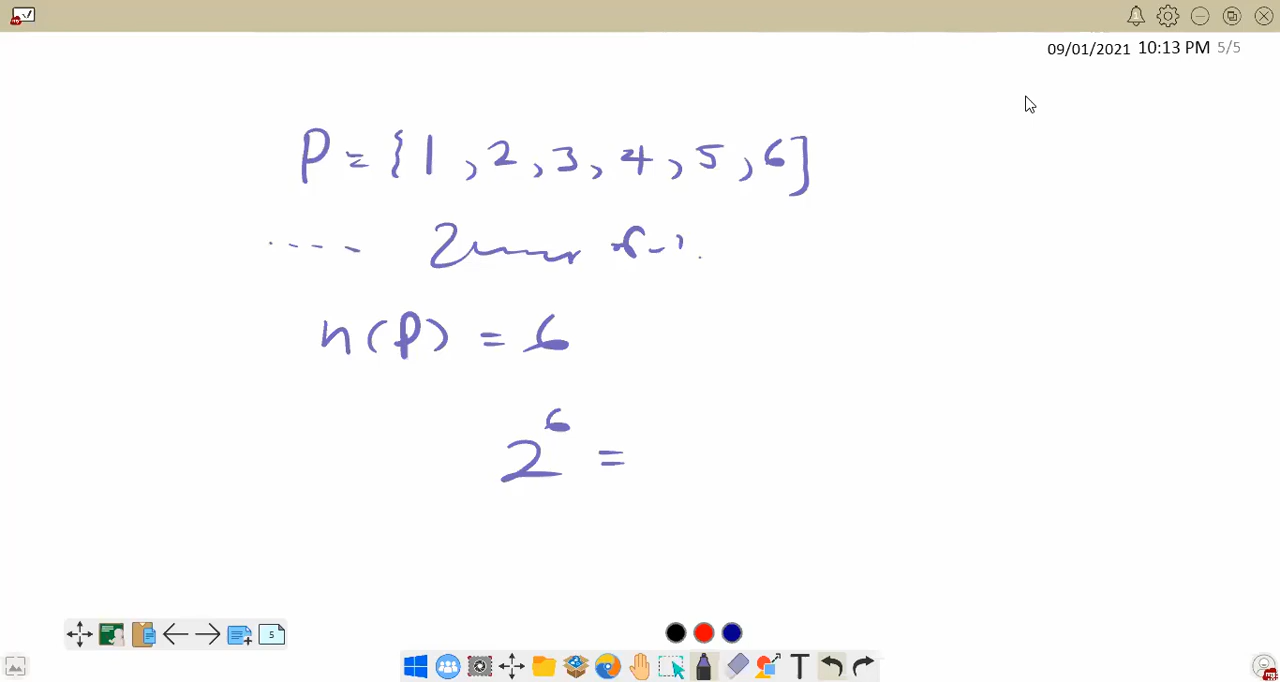 09/01/2021 10:13 PM 5/5
P = {1, 2, 3, 4, 5, 6]
n(P) = 6
2^6 =
5
T